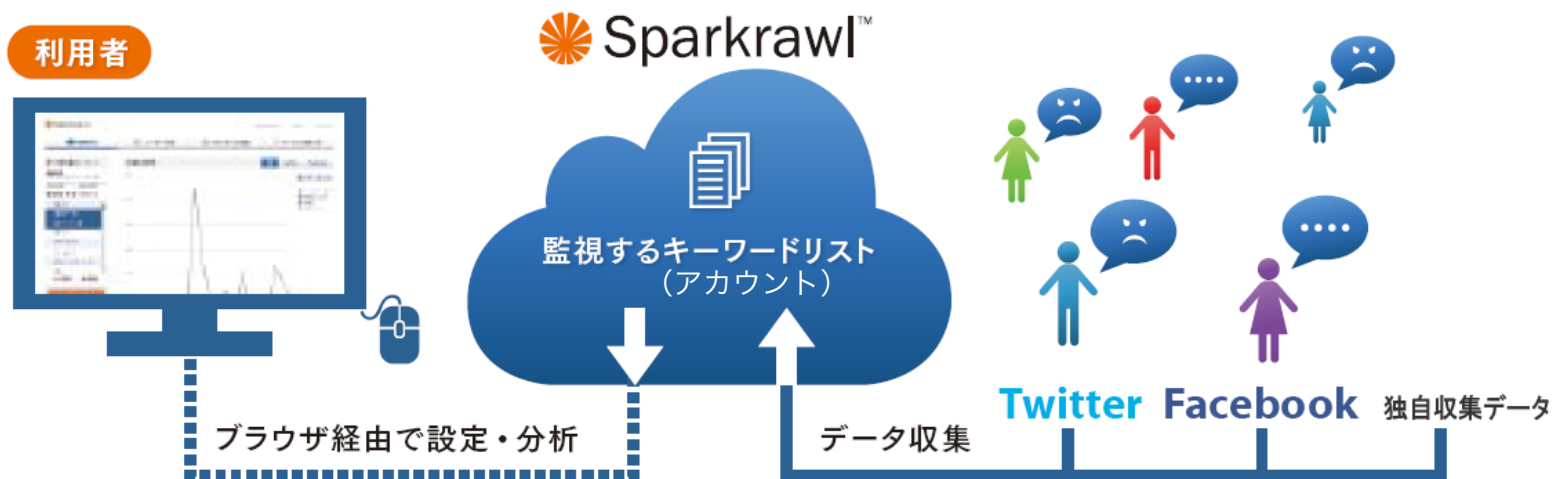 利用者
Sparkrawl™
監視するキーワードリスト
(アカウント)
ブラウザ経由で設定・分析
データ収集
Twitter
Facebook
独自収集データ